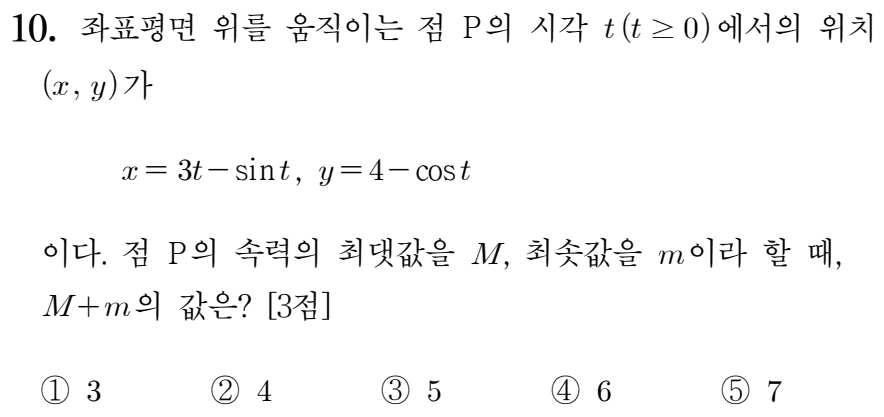 10. 좌표평면 위를 움직이는 점 P의 시각 t(t ≥ 0)에서의 위치
(x, y)가
x = 3t − sin t, y = 4 − cos t
이다. 점 P의 속력의 최댓값을 M, 최솟값을 m이라 할 때,
M+m의 값은? [3점]
① 3 ② 4 ③ 5 ④ 6 ⑤ 7